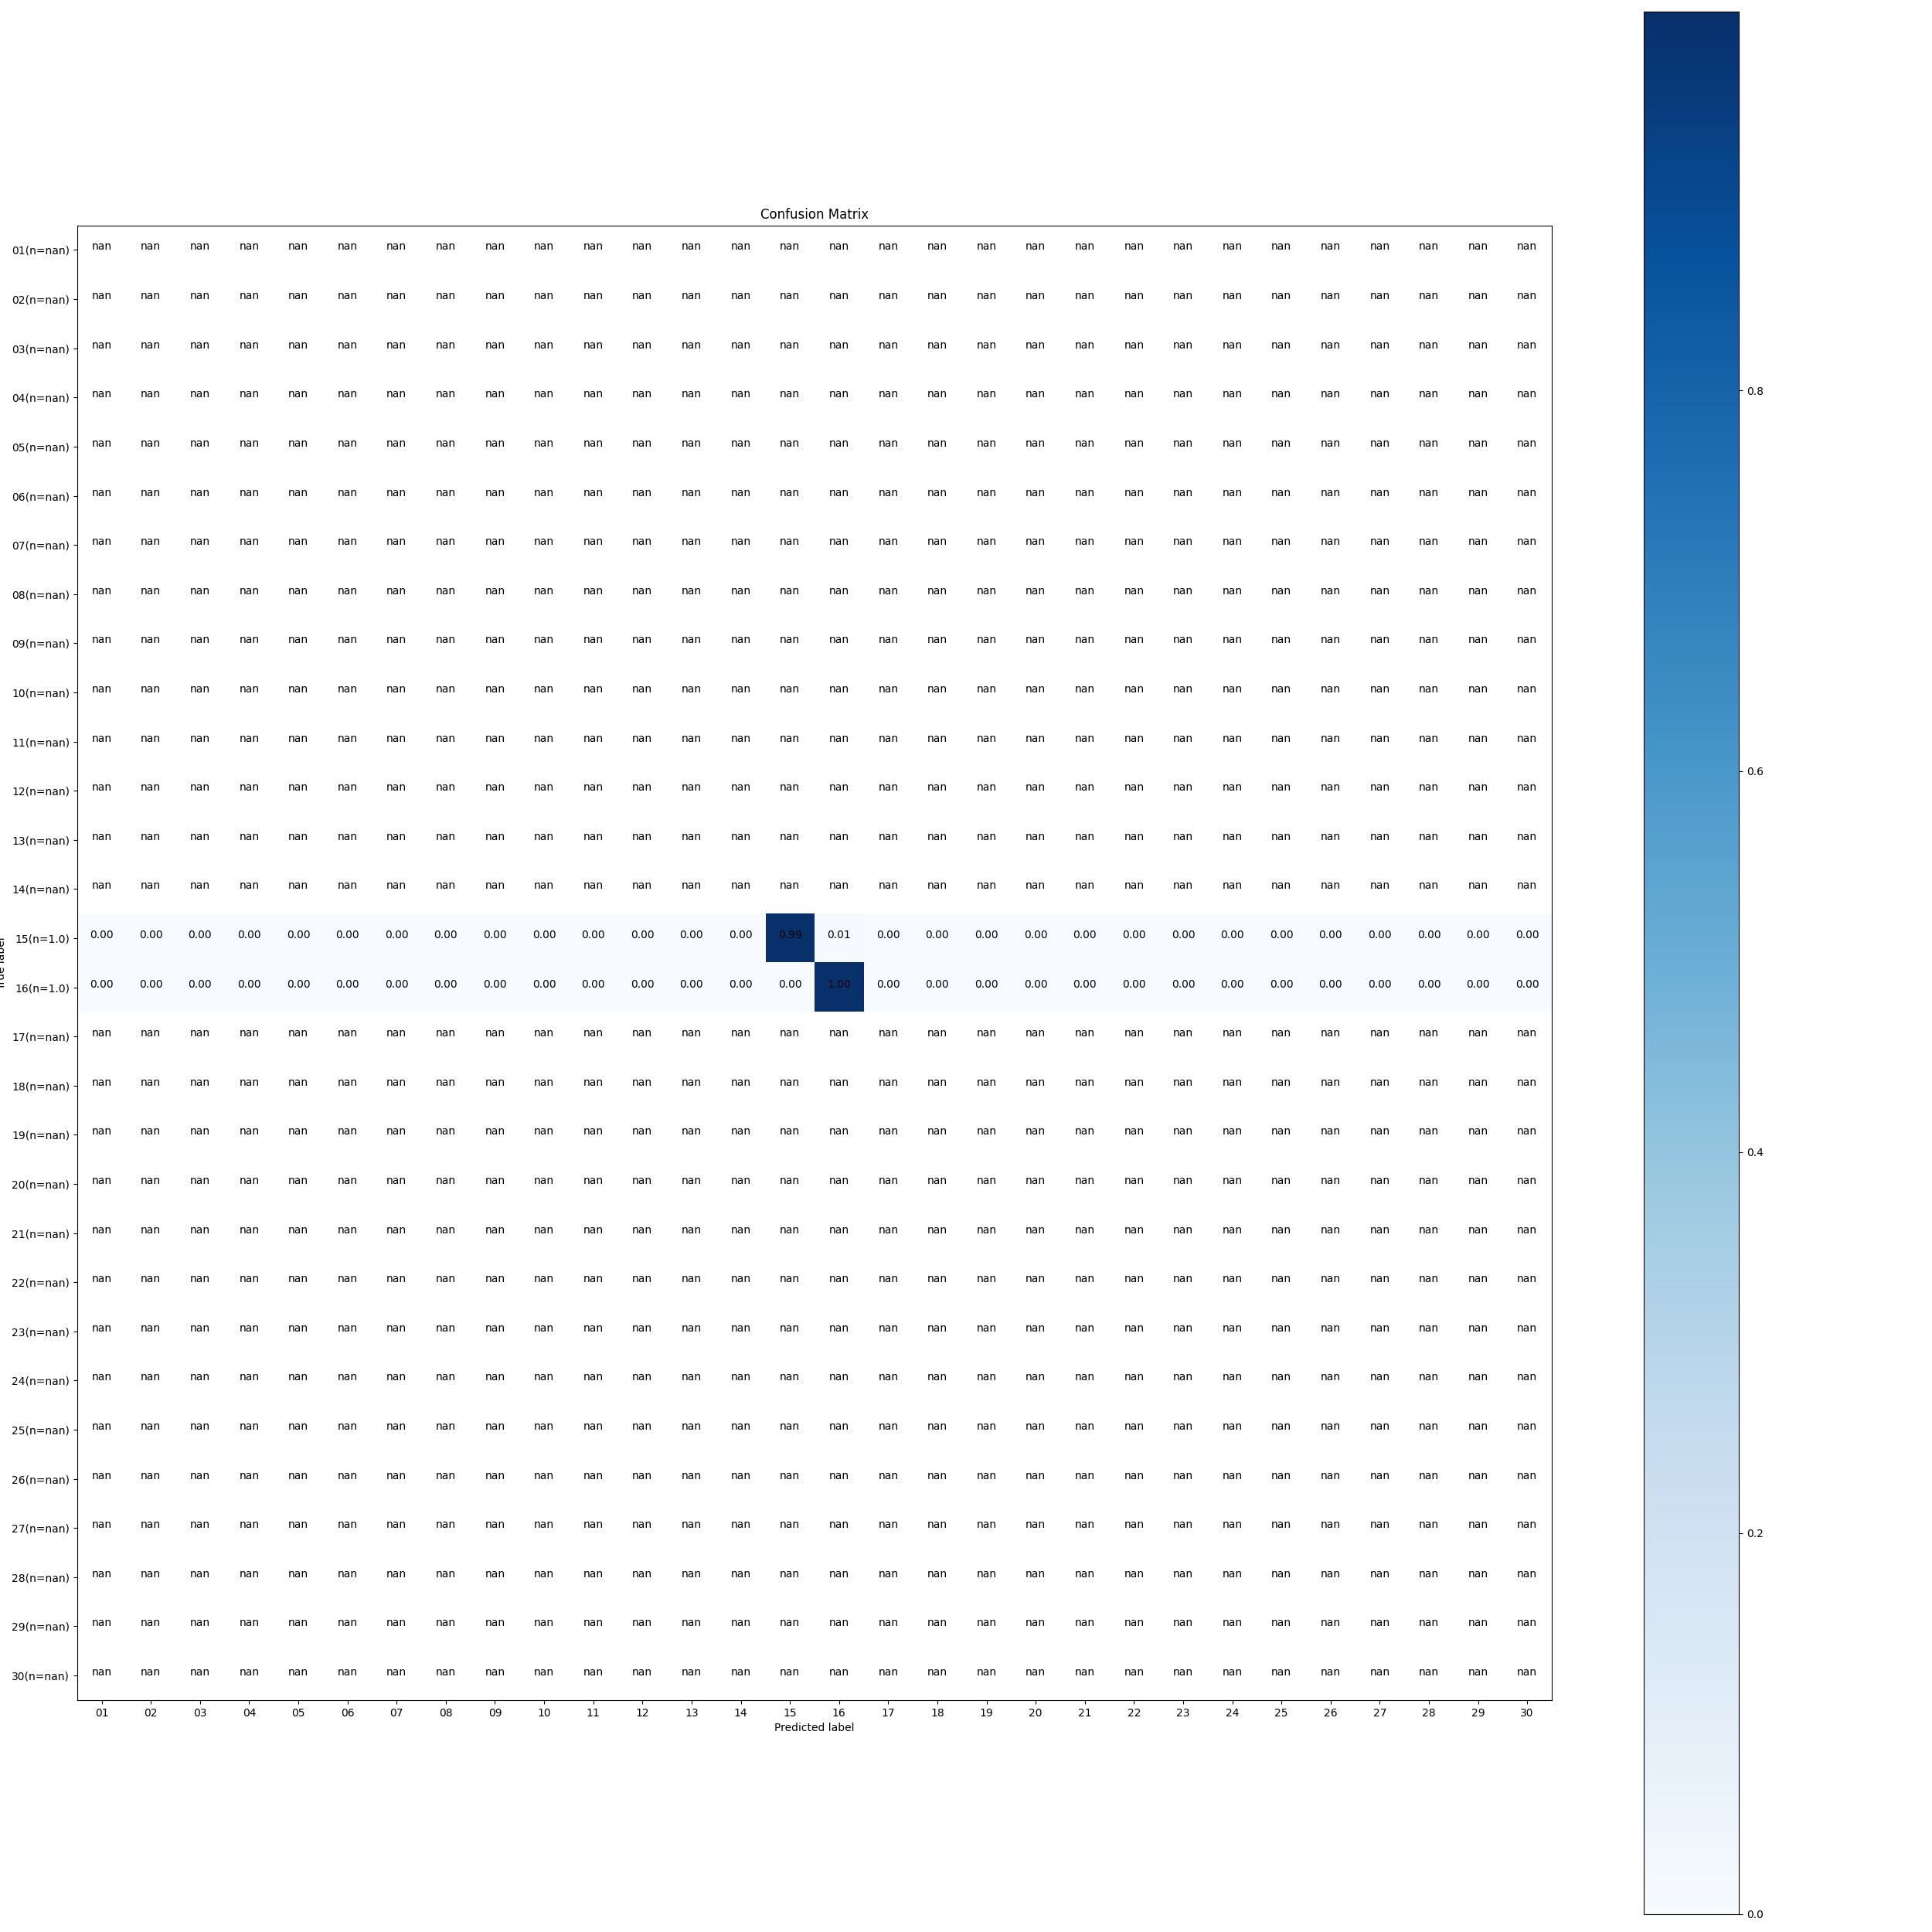 Confusion Matrix
01(n=nan) nan nan nan nan nan nan nan nan nan nan nan nan nan nan nan nan nan nan nan nan nan nan nan nan nan nan nan nan nan nan
02(n=nan) nan nan nan nan nan nan nan nan nan nan nan nan nan nan nan nan nan nan nan nan nan nan nan nan nan nan nan nan nan nan
03(n=nan) nan nan nan nan nan nan nan nan nan nan nan nan nan nan nan nan nan nan nan nan nan nan nan nan nan nan nan nan nan nan
04(n=nan) nan nan nan nan nan nan nan nan nan nan nan nan nan nan nan nan nan nan nan nan nan nan nan nan nan nan nan nan nan nan 0.8
05(n=nan) nan nan nan nan nan nan nan nan nan nan nan nan nan nan nan nan nan nan nan nan nan nan nan nan nan nan nan nan nan nan
06(n=nan) nan nan nan nan nan nan nan nan nan nan nan nan nan nan nan nan nan nan nan nan nan nan nan nan nan nan nan nan nan nan
07(n=nan) nan nan nan nan nan nan nan nan nan nan nan nan nan nan nan nan nan nan nan nan nan nan nan nan nan nan nan nan nan nan
08(n=nan) nan nan nan nan nan nan nan nan nan nan nan nan nan nan nan nan nan nan nan nan nan nan nan nan nan nan nan nan nan nan
09(n=nan) nan nan nan nan nan nan nan nan nan nan nan nan nan nan nan nan nan nan nan nan nan nan nan nan nan nan nan nan nan nan
10(n=nan) nan nan nan nan nan nan nan nan nan nan nan nan nan nan nan nan nan nan nan nan nan nan nan nan nan nan nan nan nan nan
11(n=nan) nan nan nan nan nan nan nan nan nan nan nan nan nan nan nan nan nan nan nan nan nan nan nan nan nan nan nan nan nan nan
12(n=nan) nan nan nan nan nan nan nan nan nan nan nan nan nan nan nan nan nan nan nan nan nan nan nan nan nan nan nan nan nan nan 0.6
13(n=nan) nan nan nan nan nan nan nan nan nan nan nan nan nan nan nan nan nan nan nan nan nan nan nan nan nan nan nan nan nan nan
14(n=nan) nan nan nan nan nan nan nan nan nan nan nan nan nan nan nan nan nan nan nan nan nan nan nan nan nan nan nan nan nan nan
15(n=1.0) 0.00 0.00 0.00 0.00 0.00 0.00 0.00 0.00 0.00 0.00 0.00 0.00 0.00 0.00 0.99 0.01 0.00 0.00 0.00 0.00 0.00 0.00 0.00 0.00 0.00 0.00 0.00 0.00 0.00 0.00
16(n=1.0) 0.00 0.00 0.00 0.00 0.00 0.00 0.00 0.00 0.00 0.00 0.00 0.00 0.00 0.00 0.00 1.00 0.00 0.00 0.00 0.00 0.00 0.00 0.00 0.00 0.00 0.00 0.00 0.00 0.00 0.00
17(n=nan) nan nan nan nan nan nan nan nan nan nan nan nan nan nan nan nan nan nan nan nan nan nan nan nan nan nan nan nan nan nan
18(n=nan) nan nan nan nan nan nan nan nan nan nan nan nan nan nan nan nan nan nan nan nan nan nan nan nan nan nan nan nan nan nan
19(n=nan) nan nan nan nan nan nan nan nan nan nan nan nan nan nan nan nan nan nan nan nan nan nan nan nan nan nan nan nan nan nan 0.4
20(n=nan) nan nan nan nan nan nan nan nan nan nan nan nan nan nan nan nan nan nan nan nan nan nan nan nan nan nan nan nan nan nan
21(n=nan) nan nan nan nan nan nan nan nan nan nan nan nan nan nan nan nan nan nan nan nan nan nan nan nan nan nan nan nan nan nan
22(n=nan) nan nan nan nan nan nan nan nan nan nan nan nan nan nan nan nan nan nan nan nan nan nan nan nan nan nan nan nan nan nan
23(n=nan) nan nan nan nan nan nan nan nan nan nan nan nan nan nan nan nan nan nan nan nan nan nan nan nan nan nan nan nan nan nan
24(n=nan) nan nan nan nan nan nan nan nan nan nan nan nan nan nan nan nan nan nan nan nan nan nan nan nan nan nan nan nan nan nan
25(n=nan) nan nan nan nan nan nan nan nan nan nan nan nan nan nan nan nan nan nan nan nan nan nan nan nan nan nan nan nan nan nan
26(n=nan) nan nan nan nan nan nan nan nan nan nan nan nan nan nan nan nan nan nan nan nan nan nan nan nan nan nan nan nan nan nan
27(n=nan) nan nan nan nan nan nan nan nan nan nan nan nan nan nan nan nan nan nan nan nan nan nan nan nan nan nan nan nan nan nan 0.2
28(n=nan) nan nan nan nan nan nan nan nan nan nan nan nan nan nan nan nan nan nan nan nan nan nan nan nan nan nan nan nan nan nan
29(n=nan) nan nan nan nan nan nan nan nan nan nan nan nan nan nan nan nan nan nan nan nan nan nan nan nan nan nan nan nan nan nan
30(n=nan) nan nan nan nan nan nan nan nan nan nan nan nan nan nan nan nan nan nan nan nan nan nan nan nan nan nan nan nan nan nan
01 02 03 04 05 06 07 08 09 10 11 12 13 14 15 16 17 18 19 20 21 22 23 24 25 26 27 28 29 30
Predicted label
0.0